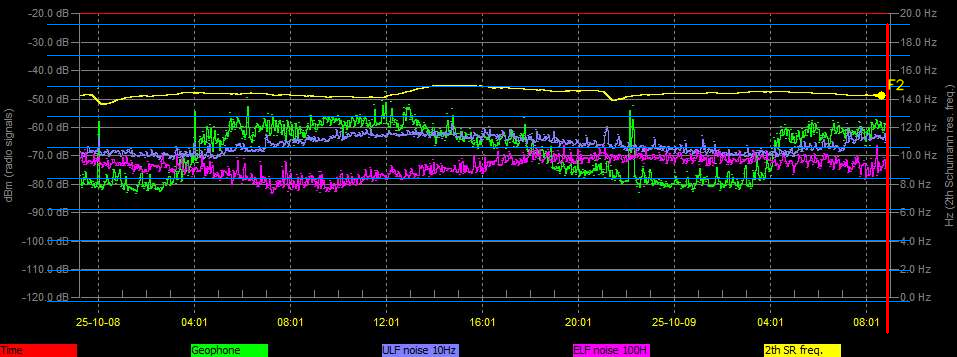 -20.0 dB 20.0 Hz
-30.0 dB 18.0 Hz
-40.0 dB 16.0 Hz
F2
-50.0 dB 14.0 Hz
-60.0 dB 12.0 Hz
-70.0 dB 10.0 Hz
-80.0 dB 8.0 Hz
-90.0 dB 6.0 Hz
-100.0 dB 4.0 Hz
-110.0 dB 2.0 Hz
-120.0 dB 0.0 Hz
dBm (radio signals)
Hz (2th Schumann res. freq.)
25-10-08 04:01 08:01 12:01 16:01 20:01 25-10-09 04:01 08:01
Time Geophone ULF noise 10Hz ELF noise 100H 2th SR freq.